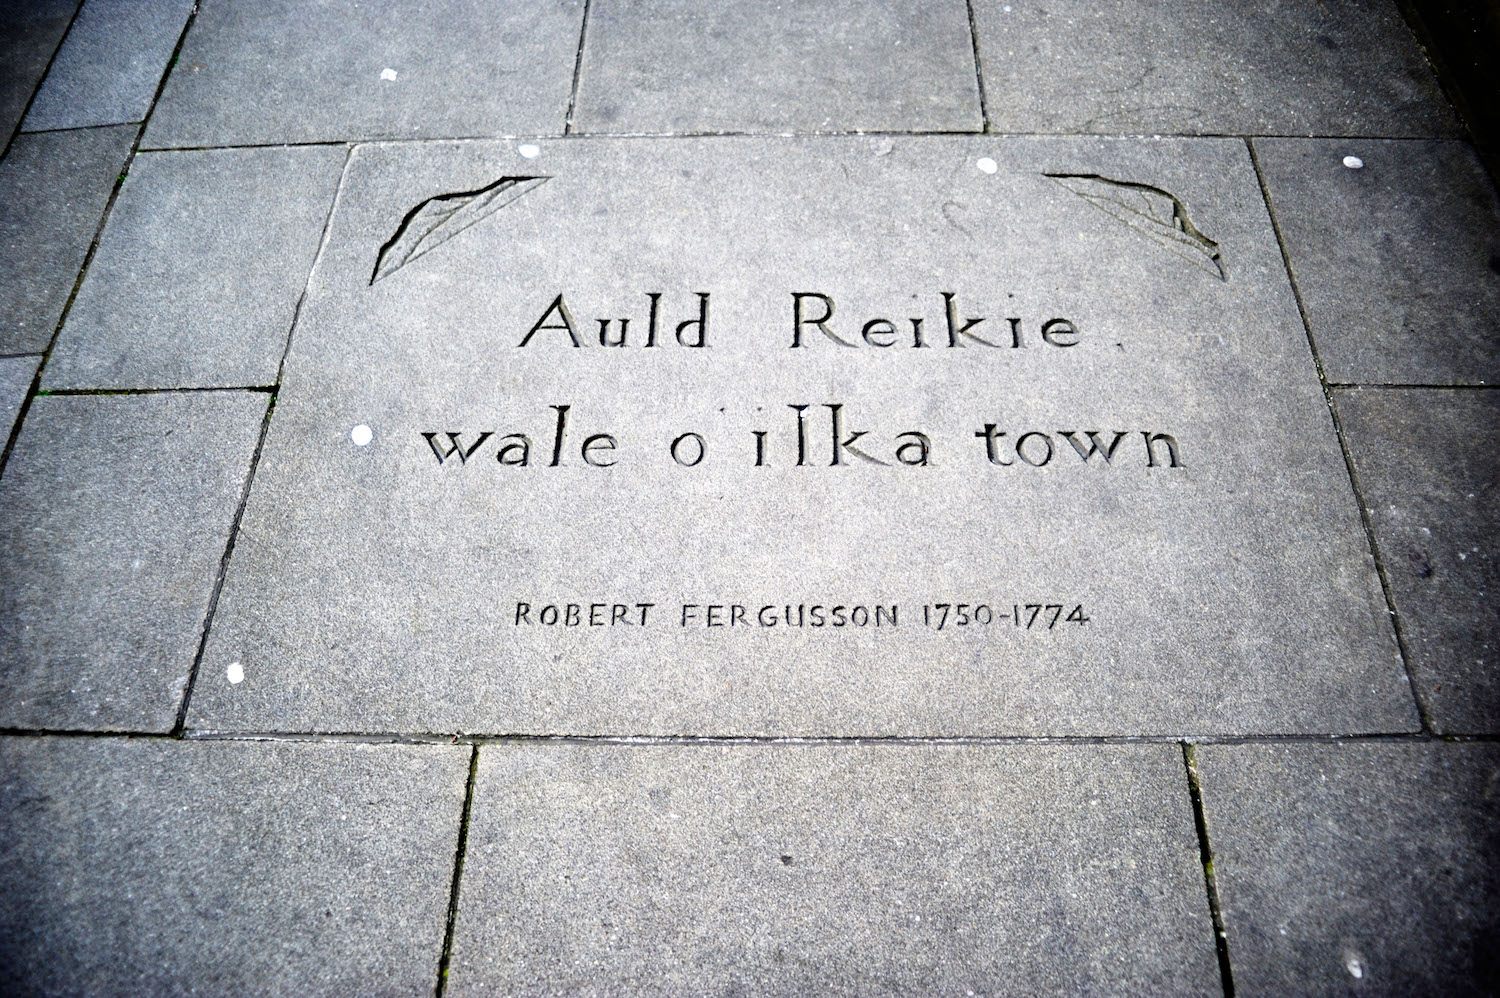 Auld Reikie
wale o ilka town
ROBERT FERGUSSON 1750-1774